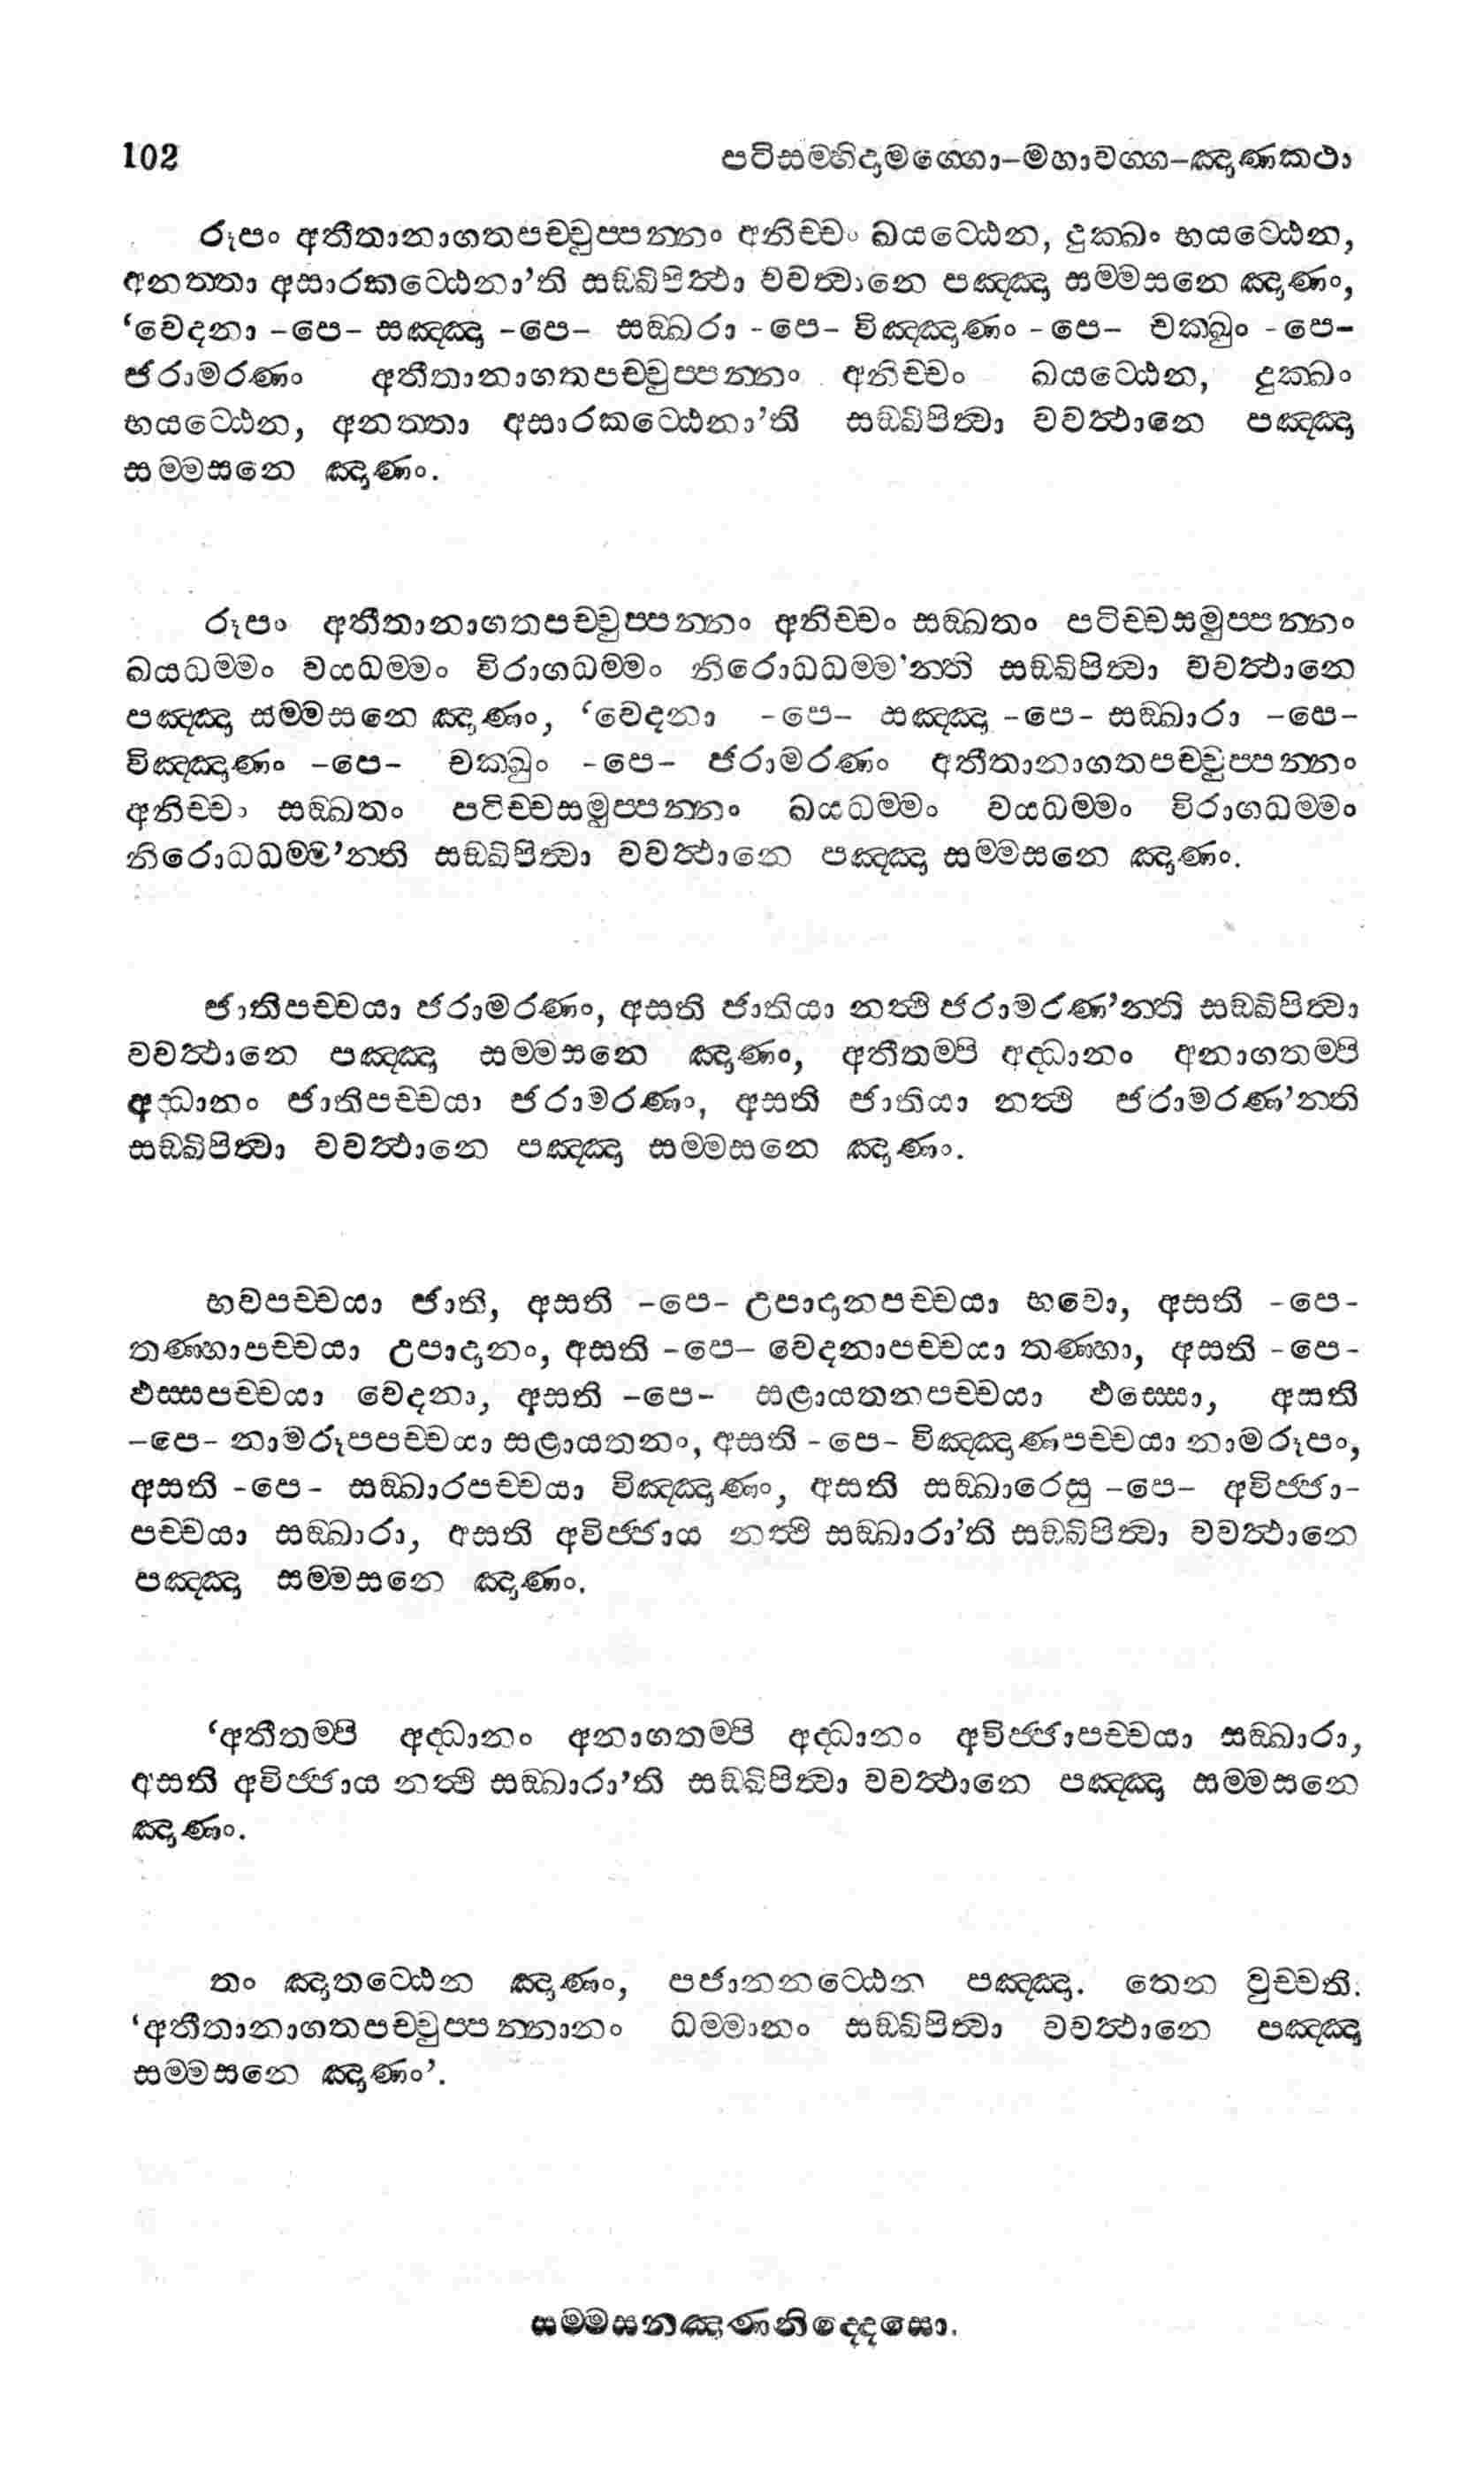 102 පටිසම්භිදාමග්ගො–මහාවග්ග–ඤාණකථා
රූපං අතීතානාගතපච්චුප්පන්නං අනිච්චං ඛයට්ඨෙන, දුක්ඛං භයට්ඨෙන,
අනත්තා අසාරකට්ඨෙනා’ති සඞ්ඛිපිත්ථා වවත්වානෙ පඤ්ඤා සම්මසනෙ ඤාණං,
‘වෙදනා –පෙ– සඤ්ඤා –පෙ– සඞ්ඛරා -පෙ– විඤ්ඤාණං -පෙ– චක්ඛුං -පෙ–
ජරාමරණං අතීතානාගතපච්චුප්පන්නං අනිච්චං ඛයට්ඨෙන, දුක්ඛං
භයට්ඨෙන, අනත්තා අසාරකට්ඨෙනා’ති සඞ්ඛිපිත්වා වවත්ථානෙ පඤ්ඤා
සම්මසනෙ ඤාණං.
රූපං අතීතානාගතපච්චුප්පන්නං අනිච්චං සඞ්ඛතං පටිච්චසමුප්පන්නං
ඛයධම්මං වයධම්මං විරාගධම්මං නිරොධධම්ම’න්ති සඞ්ඛිපිත්වා වවත්ථානෙ
පඤ්ඤා සම්මසනෙ ඤාණං, ‘වෙදනා -පෙ– සඤ්ඤා -පෙ- සඞ්ඛාරා –පෙ–
විඤ්ඤාණං –පෙ– චක්ඛුං -පෙ– ජරාමරණං අතීතානාගතපච්චුප්පන්නං
අනිච්චං සඞ්ඛතං පටිච්චසමුප්පන්නං ඛයධම්මං වයධම්මං විරාගධම්මං
නිරොධධම්ම’න්ති සඞ්ඛිපිත්වා වවත්ථානෙ පඤ්ඤා සම්මසනෙ ඤාණං.
ජාතිපච්චයා ජරාමරණං, අසති ජාතියා නත්ථි ජරාමරණ’න්ති සඞ්ඛිපිත්වා
වවත්ථානෙ පඤ්ඤා සම්මසනෙ ඤාණං, අතීතම්පි අද්ධානං අනාගතම්පි
අද්ධානං ජාතිපච්චයා ජරාමරණං, අසති ජාතියා නත්ථි ජරාමරණ’න්ති
සඞ්ඛිපිත්වා වවත්ථානෙ පඤ්ඤා සම්මසනෙ ඤාණං.
භවපච්චයා ජාති, අසති –පෙ- උපාදානපච්චයා භවො, අසති -පෙ-
තණ්හාපච්චයා උපාදානං, අසති -පෙ– වෙදනාපච්චයා තණ්හා, අසති -පෙ-
ඵස්සපච්චයා වෙදනා, අසති –පෙ- සළායතනපච්චයා ඵස්සො, අසති
–පෙ- නාමරූපපච්චයා සළායතනං, අසති -පෙ- විඤ්ඤාණපච්චයා නාමරූපං,
අසති -පෙ- සඞ්ඛාරපච්චයා විඤ්ඤාණං, අසති සඞ්ඛාරෙසු –පෙ– අවිජ්ජා-
පච්චයා සඞ්ඛාරා, අසති අවිජ්ජාය නත්ථි සඞ්ඛාරා’ති සඞ්ඛිපිත්වා වවත්ථානෙ
පඤ්ඤා සම්මසනෙ ඤාණං.
‘අතීතම්පි අද්ධානං අනාගතම්පි අද්ධානං අවිජ්ජාපච්චයා සඞ්ඛාරා,
අසති අවිජ්ජාය නත්ථි සඞ්ඛාරා’ති සඞ්ඛිපිත්වා වවත්ථානෙ පඤ්ඤා සම්මසනෙ
ඤාණං.
තං ඤාතට්ඨෙන ඤාණං, පජානනට්ඨෙන පඤ්ඤා. තෙන වුච්චති.
‘අතීතානාගතපච්චුප්පන්නානං ධම්මානං සඞ්ඛිපිත්වා වවත්ථානෙ පඤ්ඤා
සම්මසනෙ ඤාණං’.
සම්මසනඤාණනිද්දෙසො.